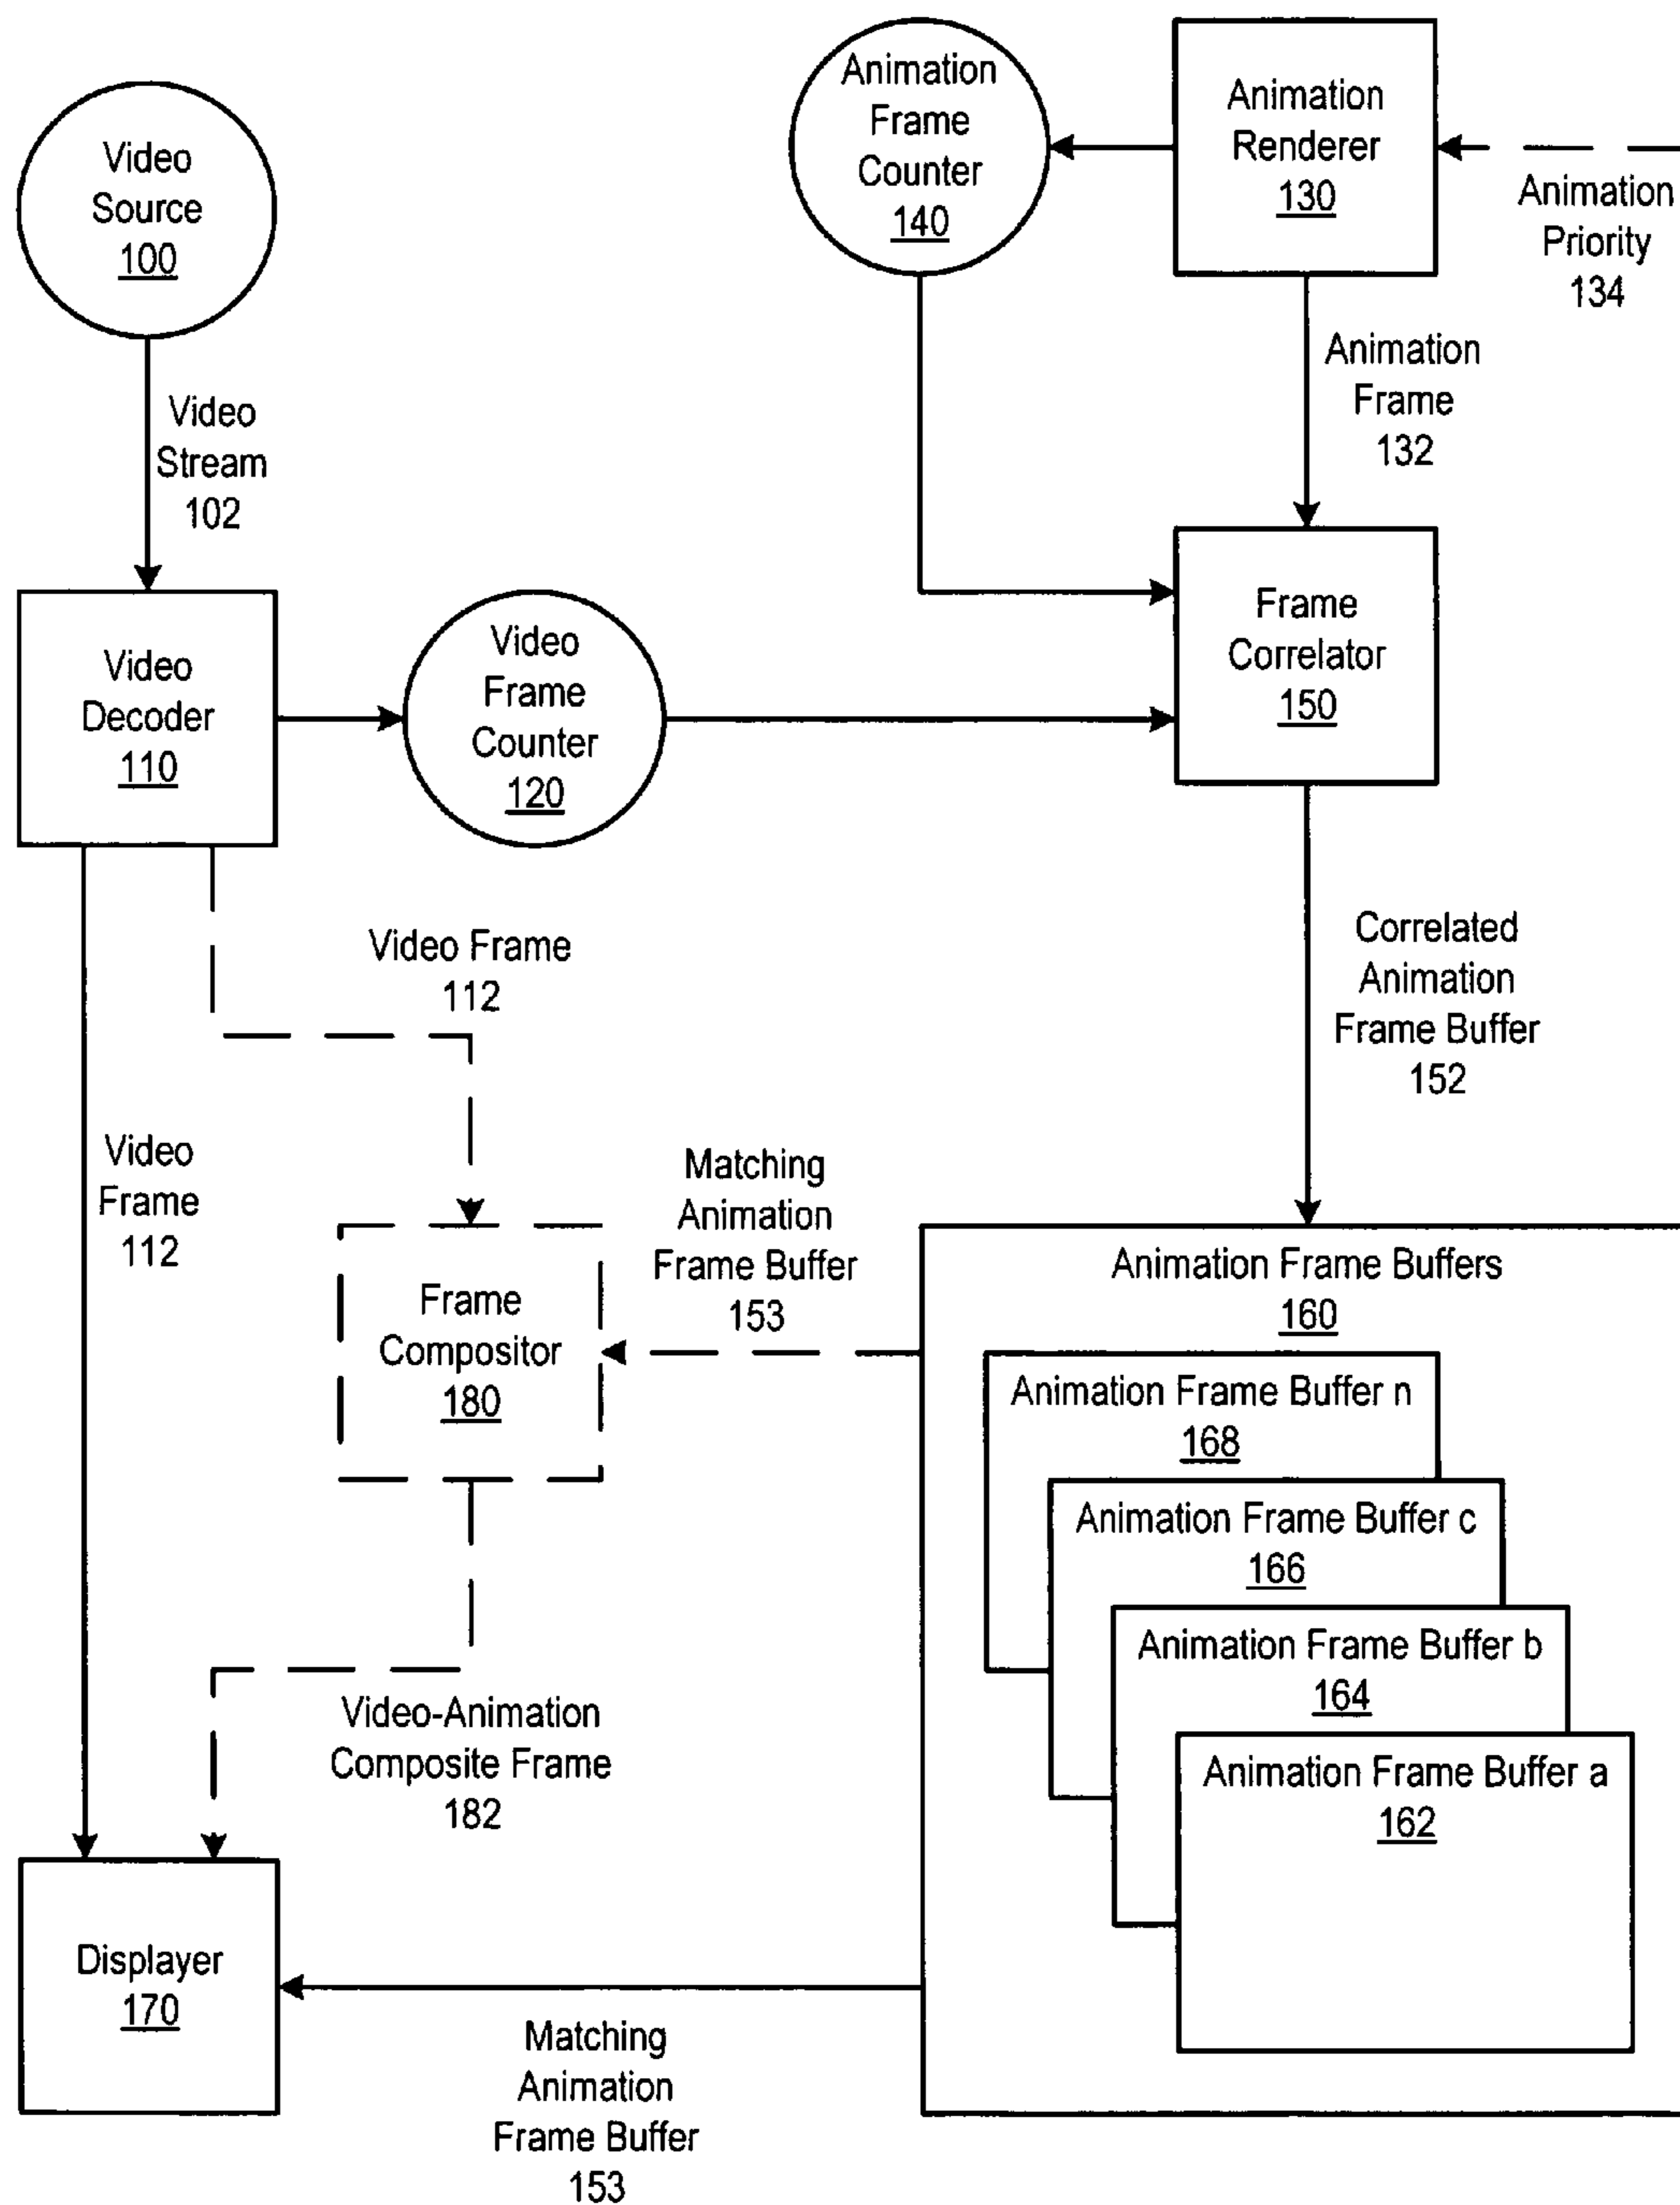 Video
Source
100
Animation
Frame
Counter
140
Animation
Renderer
130
Animation
Priority
134
Video
Stream
102
Animation
Frame
132
Video
Decoder
110
Video
Frame
Counter
120
Frame
Correlator
150
Video Frame
112
Correlated
Animation
Frame Buffer
152
Video
Frame
112
Matching
Animation
Frame Buffer
153
Frame
Compositor
180
Animation Frame Buffers
160
Animation Frame Buffer n
168
Animation Frame Buffer c
166
Animation Frame Buffer b
164
Animation Frame Buffer a
162
Video-Animation
Composite Frame
182
Displayer
170
Matching
Animation
Frame Buffer
153